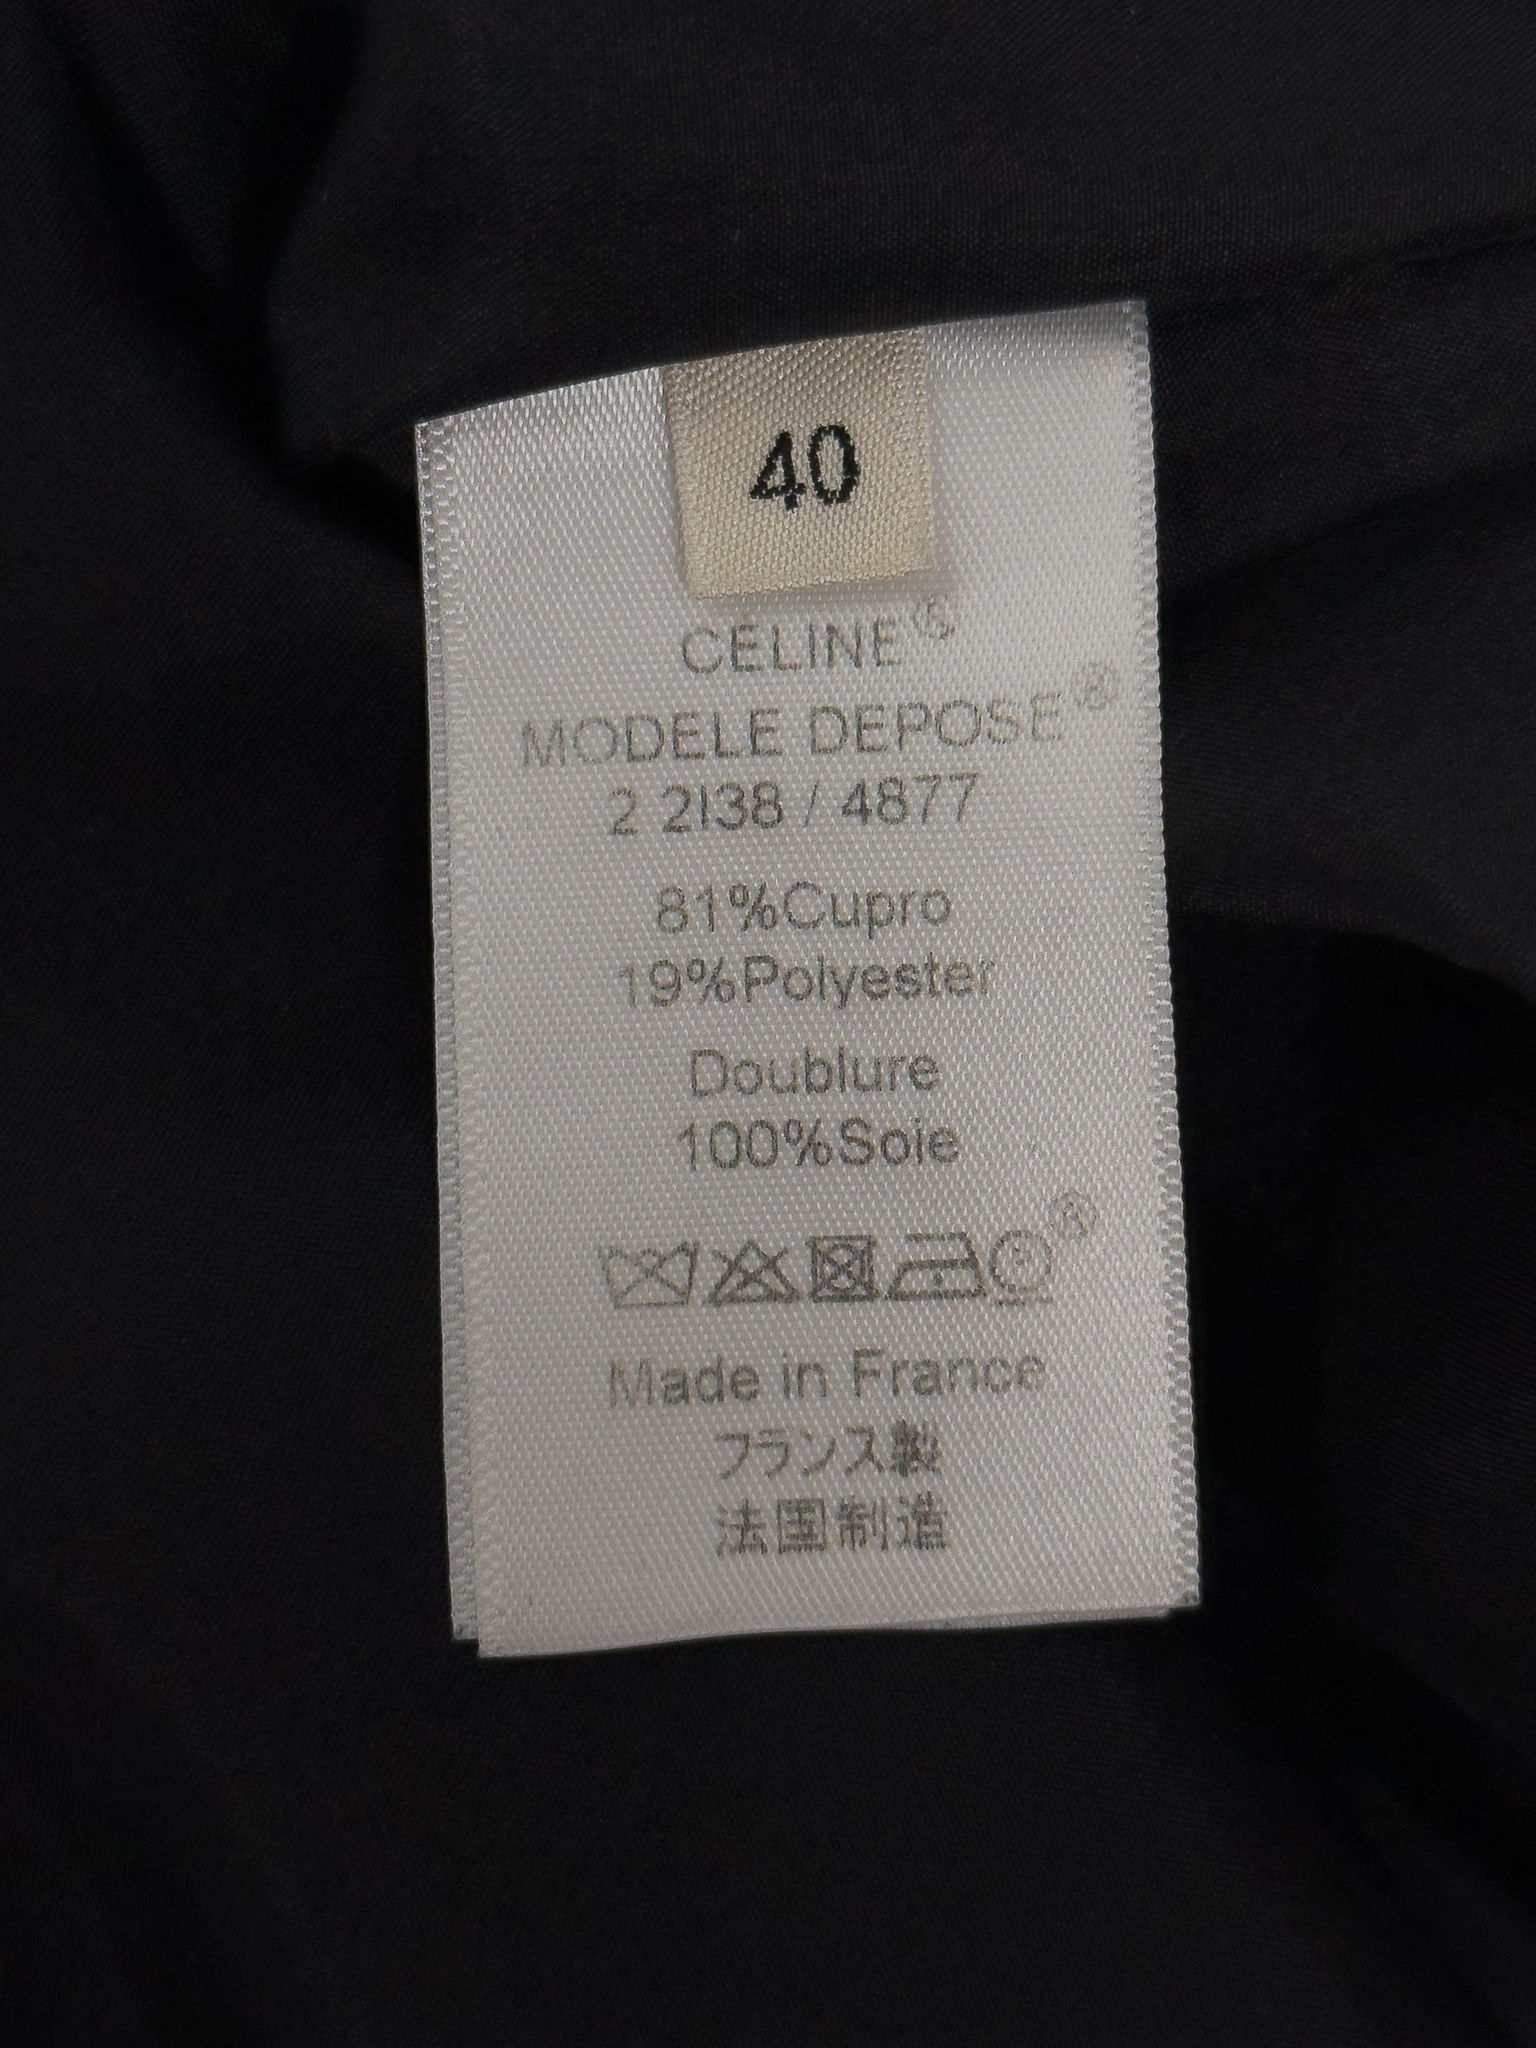 40
CÉLINE®
MODELE DEPOSE®
2 2I38 / 4877
81%Cupro
19%Polyester
Doublure
100%Soie
®
Made in France
フランス製
法国制造